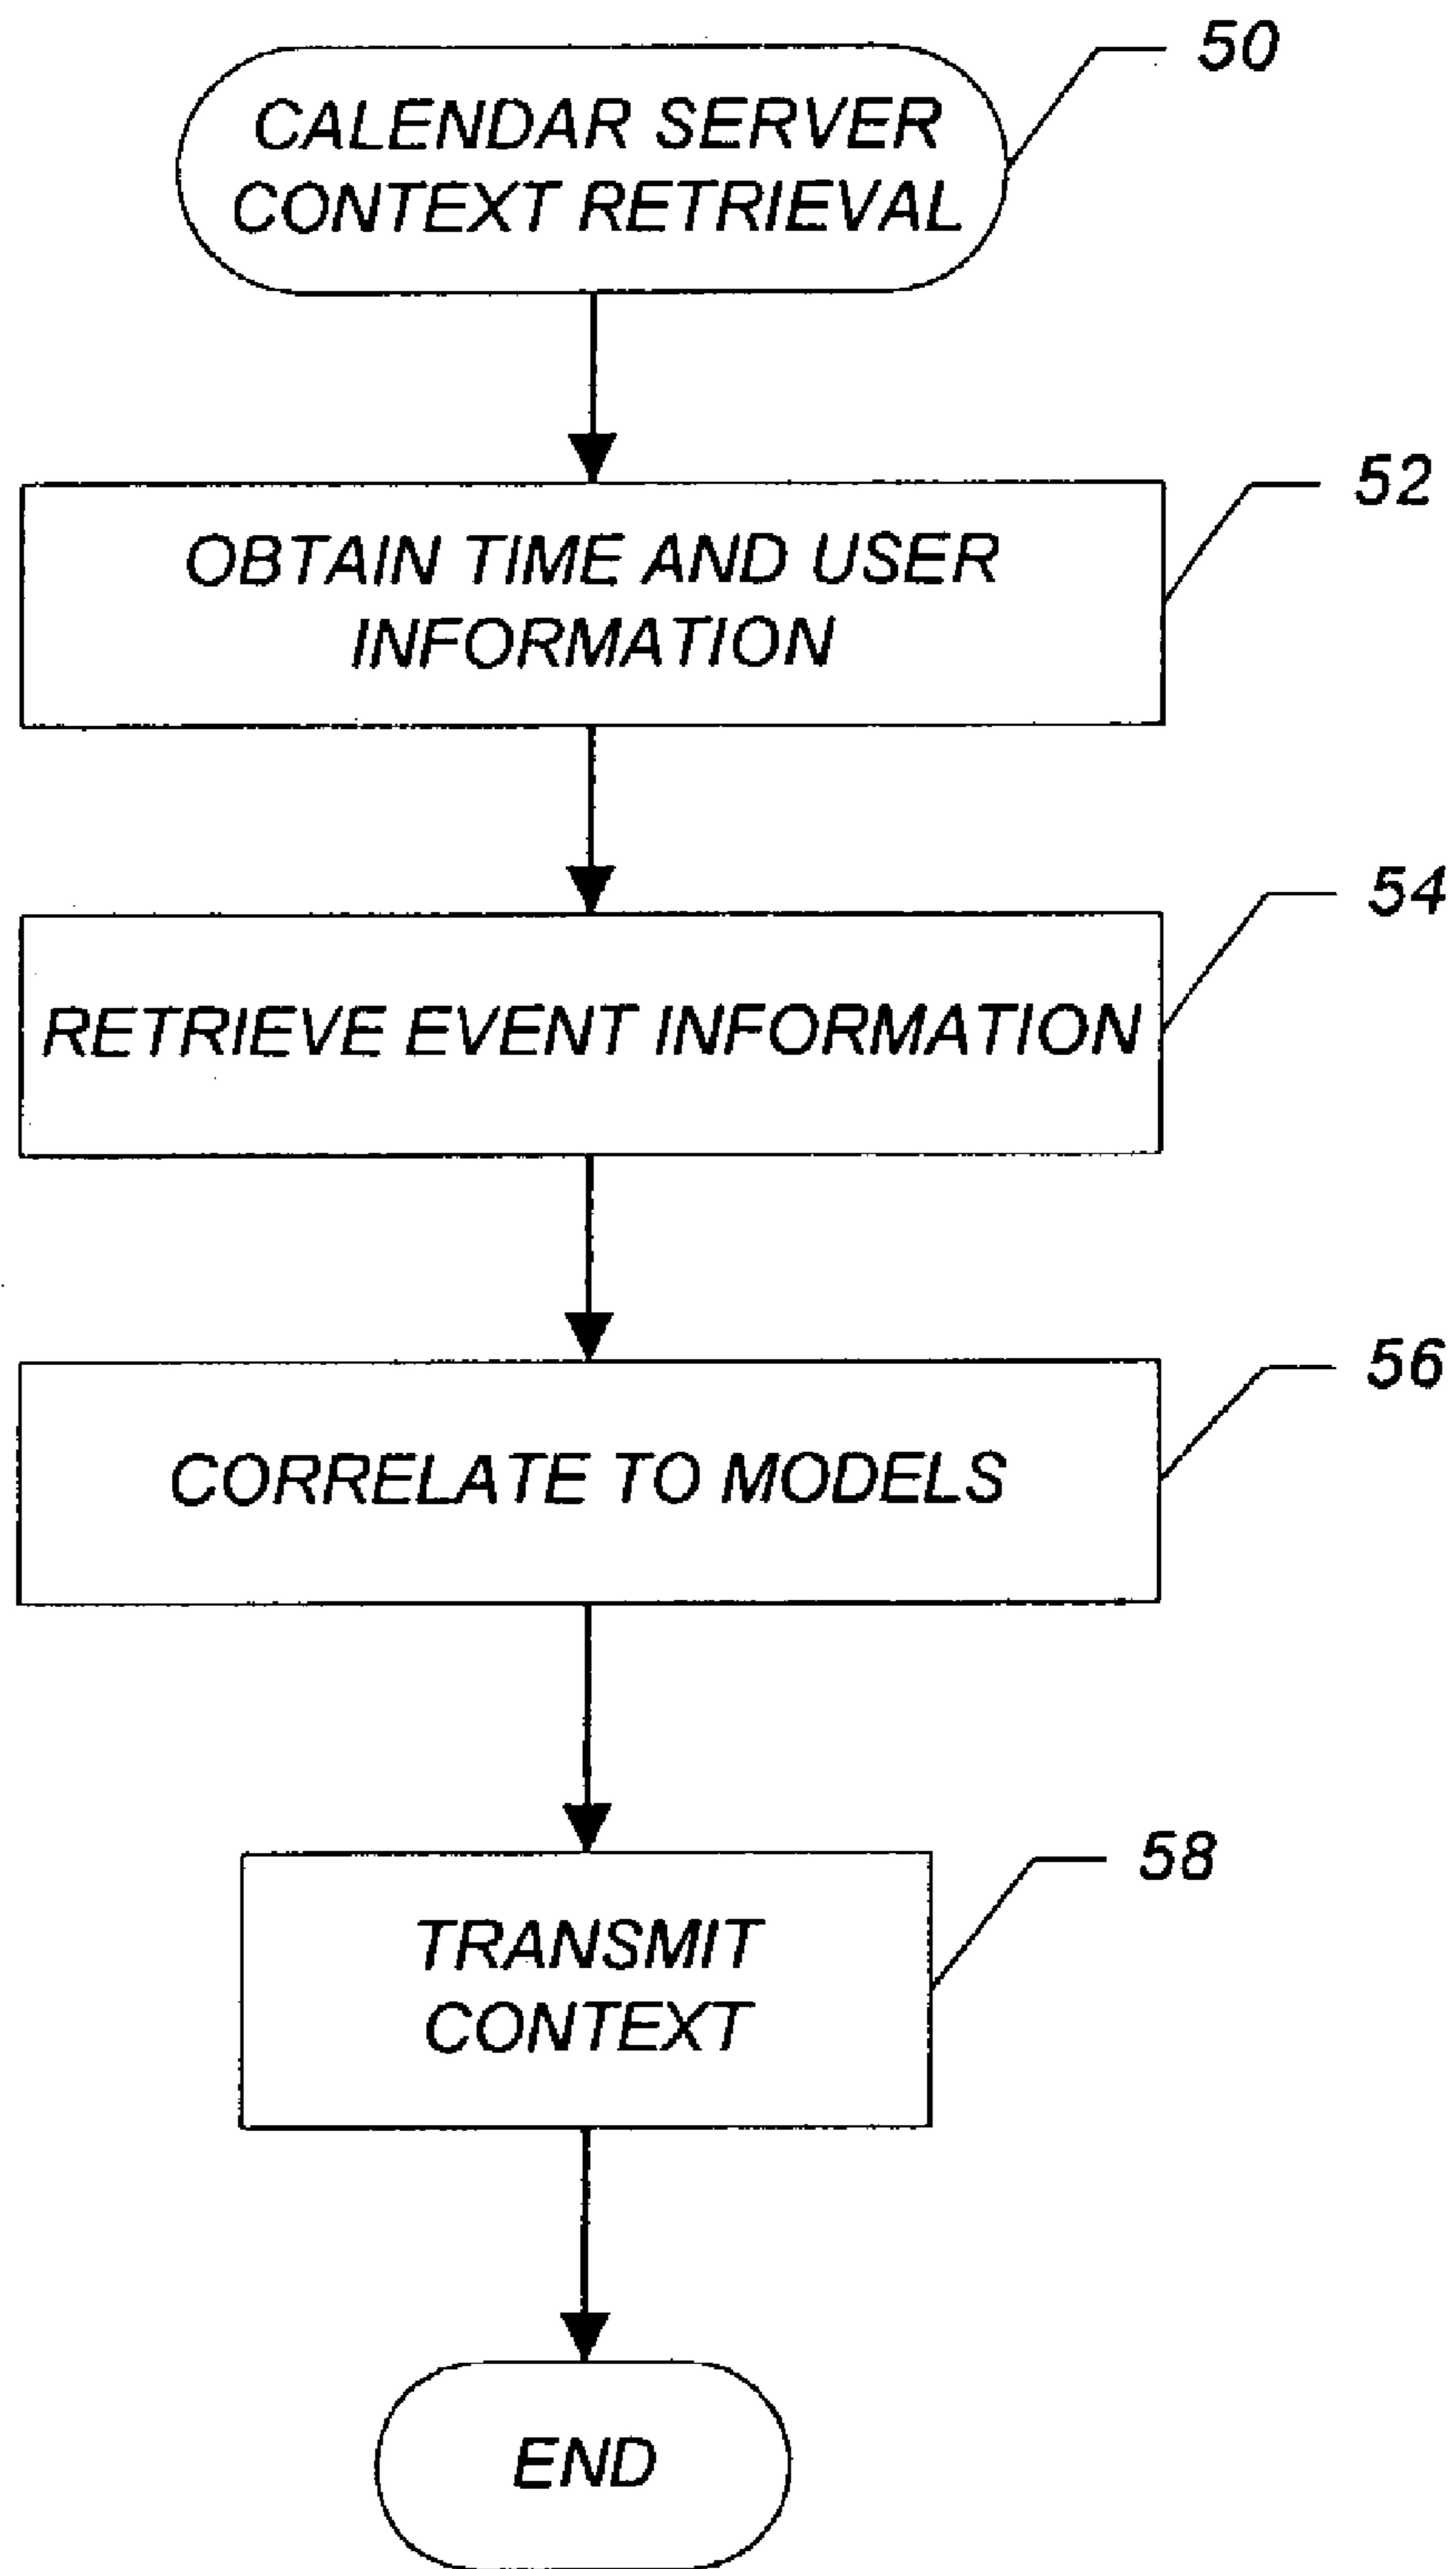 50
CALENDAR SERVER
CONTEXT RETRIEVAL
52
OBTAIN TIME AND USER
INFORMATION
54
RETRIEVE EVENT INFORMATION
56
CORRELATE TO MODELS
58
TRANSMIT
CONTEXT
END